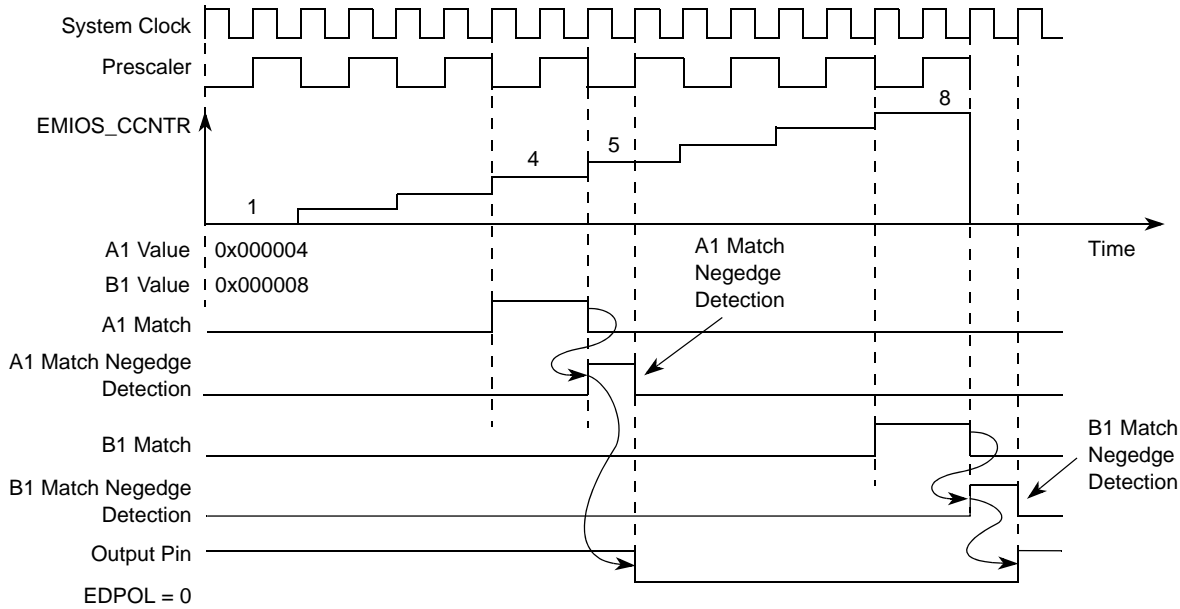 System Clock
Prescaler
EMIOS_CCNTR
8
5
4
1
A1 Value 0x000004
Time
B1 Value 0x000008
A1 Match
Negedge
Detection
A1 Match
A1 Match Negedge
Detection
B1 Match
B1 Match
Negedge
Detection
B1 Match Negedge
Detection
Output Pin
EDPOL = 0